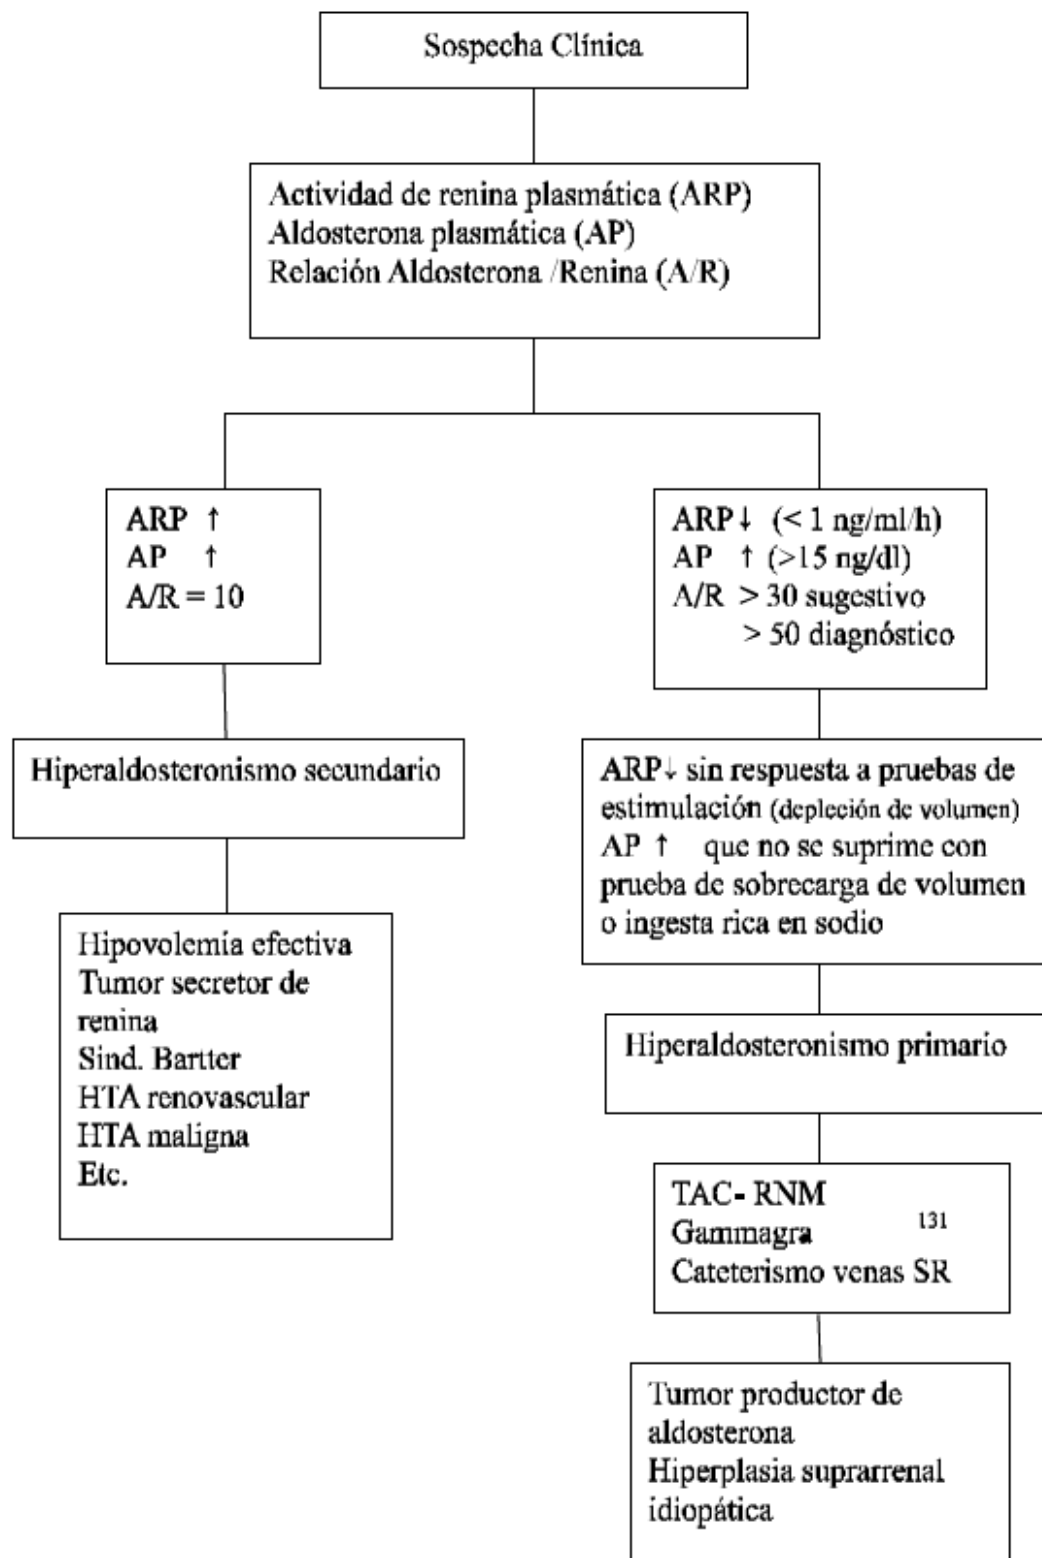 Sospecha Clínica
Actividad de renina plasmática (ARP)
Aldosterona plasmática (AP)
Relación Aldosterona /Renina (A/R)
ARP ↑
AP ↑
A/R = 10
Hiperaldosteronismo secundario
Hipovolemía efectiva
Tumor secretor de
renina
Sind. Bartter
HTA renovascular
HTA maligna
Etc.
ARP↓ (< 1 ng/ml/h)
AP ↑ (>15 ng/dl)
A/R > 30 sugestivo
> 50 diagnóstico
ARP↓ sin respuesta a pruebas de
estimulación (depleción de volumen)
AP ↑ que no se suprime con
prueba de sobrecarga de volumen
o ingesta rica en sodio
Hiperaldosteronismo primario
TAC- RNM
Gammagra 131
Cateterismo venas SR
Tumor productor de
aldosterona
Hiperplasia suprarrenal
idiopática